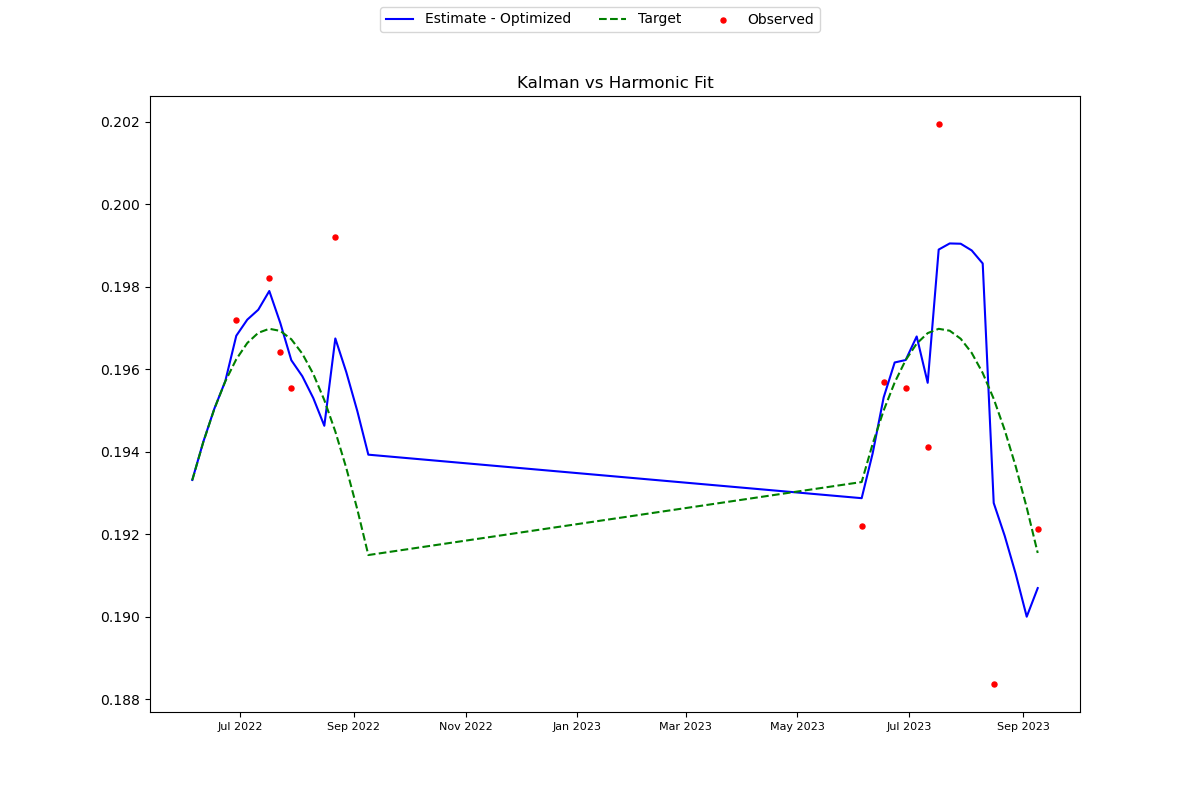 Estimate - Optimized Target Observed
Kalman vs Harmonic Fit
0.202
0.200
0.198
0.196
0.194
0.192
0.190
0.188
Jul 2022 Sep 2022 Nov 2022 Jan 2023 Mar 2023 May 2023 Jul 2023 Sep 2023